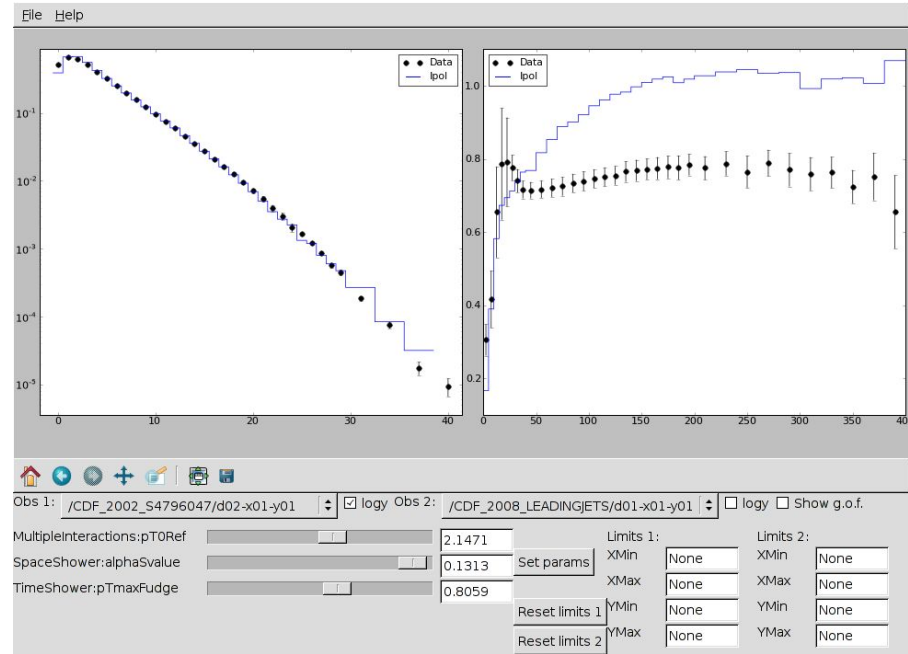 File Help
Data
Ipol
10⁻¹
10⁻²
10⁻³
10⁻⁴
10⁻⁵
0 10 20 30 40
Data
Ipol
1.0
0.8
0.6
0.4
0.2
0 50 100 150 200 250 300 350 400
Obs 1: /CDF_2002_S4796047/d02-x01-y01 logy Obs 2: /CDF_2008_LEADINGJETS/d01-x01-y01 logy Show g.o.f.
MultipleInteractions:pT0Ref 2.1471
SpaceShower:alphaSvalue 0.1313
TimeShower:pTmaxFudge 0.8059
Set params
Reset limits 1
Reset limits 2
Limits 1:
XMin None
XMax None
YMin None
YMax None
Limits 2:
XMin None
XMax None
YMin None
YMax None